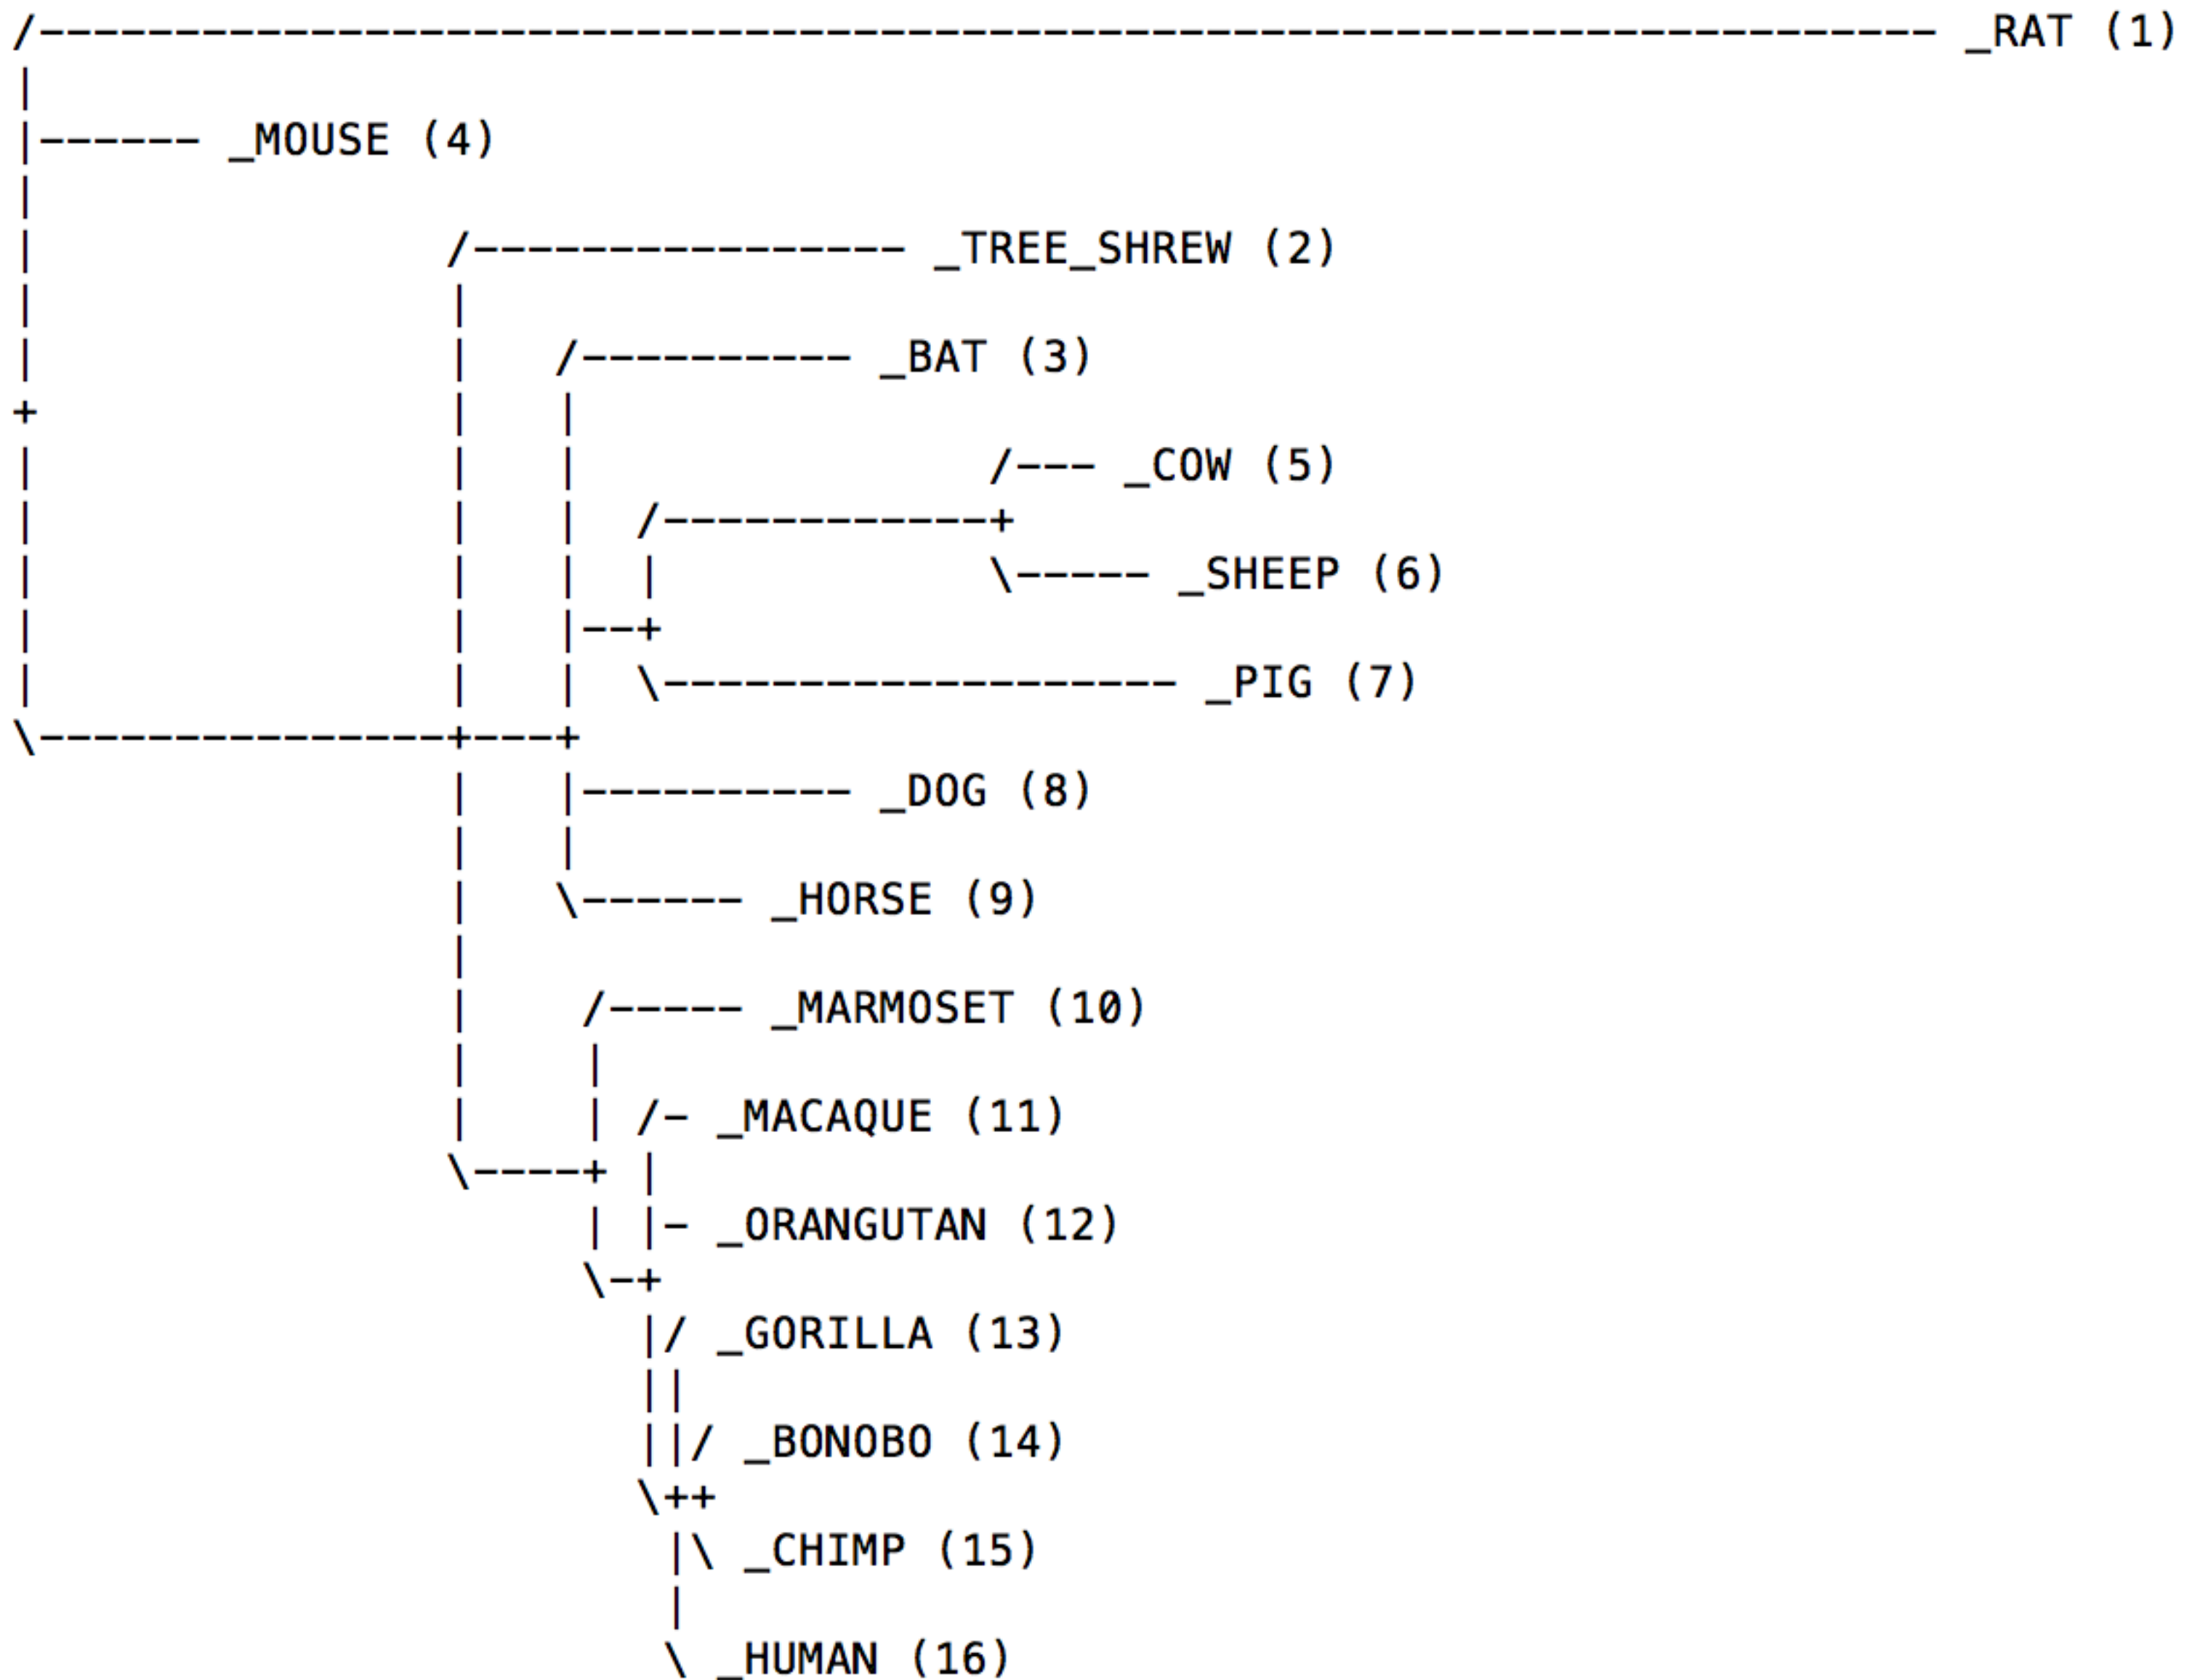 /---------------------------------------------------------------------- _RAT (1)
|
|------ _MOUSE (4)
|
|               /---------------- _TREE_SHREW (2)
|               |
|               |   /---------- _BAT (3)
+               |   |
|               |   |               /--- _COW (5)
|               |   |  /------------+
|               |   |  |            \----- _SHEEP (6)
|               |   |--+
|               |   |  \------------------- _PIG (7)
\---------------+---+
                |   |---------- _DOG (8)
                |   |
                |   \------ _HORSE (9)
                |
                |    /----- _MARMOSET (10)
                |    |
                |    | /- _MACAQUE (11)
                \----+ |
                     | |- _ORANGUTAN (12)
                     \-+
                       |/ _GORILLA (13)
                       ||
                       ||/ _BONOBO (14)
                       \++
                        |\ _CHIMP (15)
                        |
                        \ _HUMAN (16)